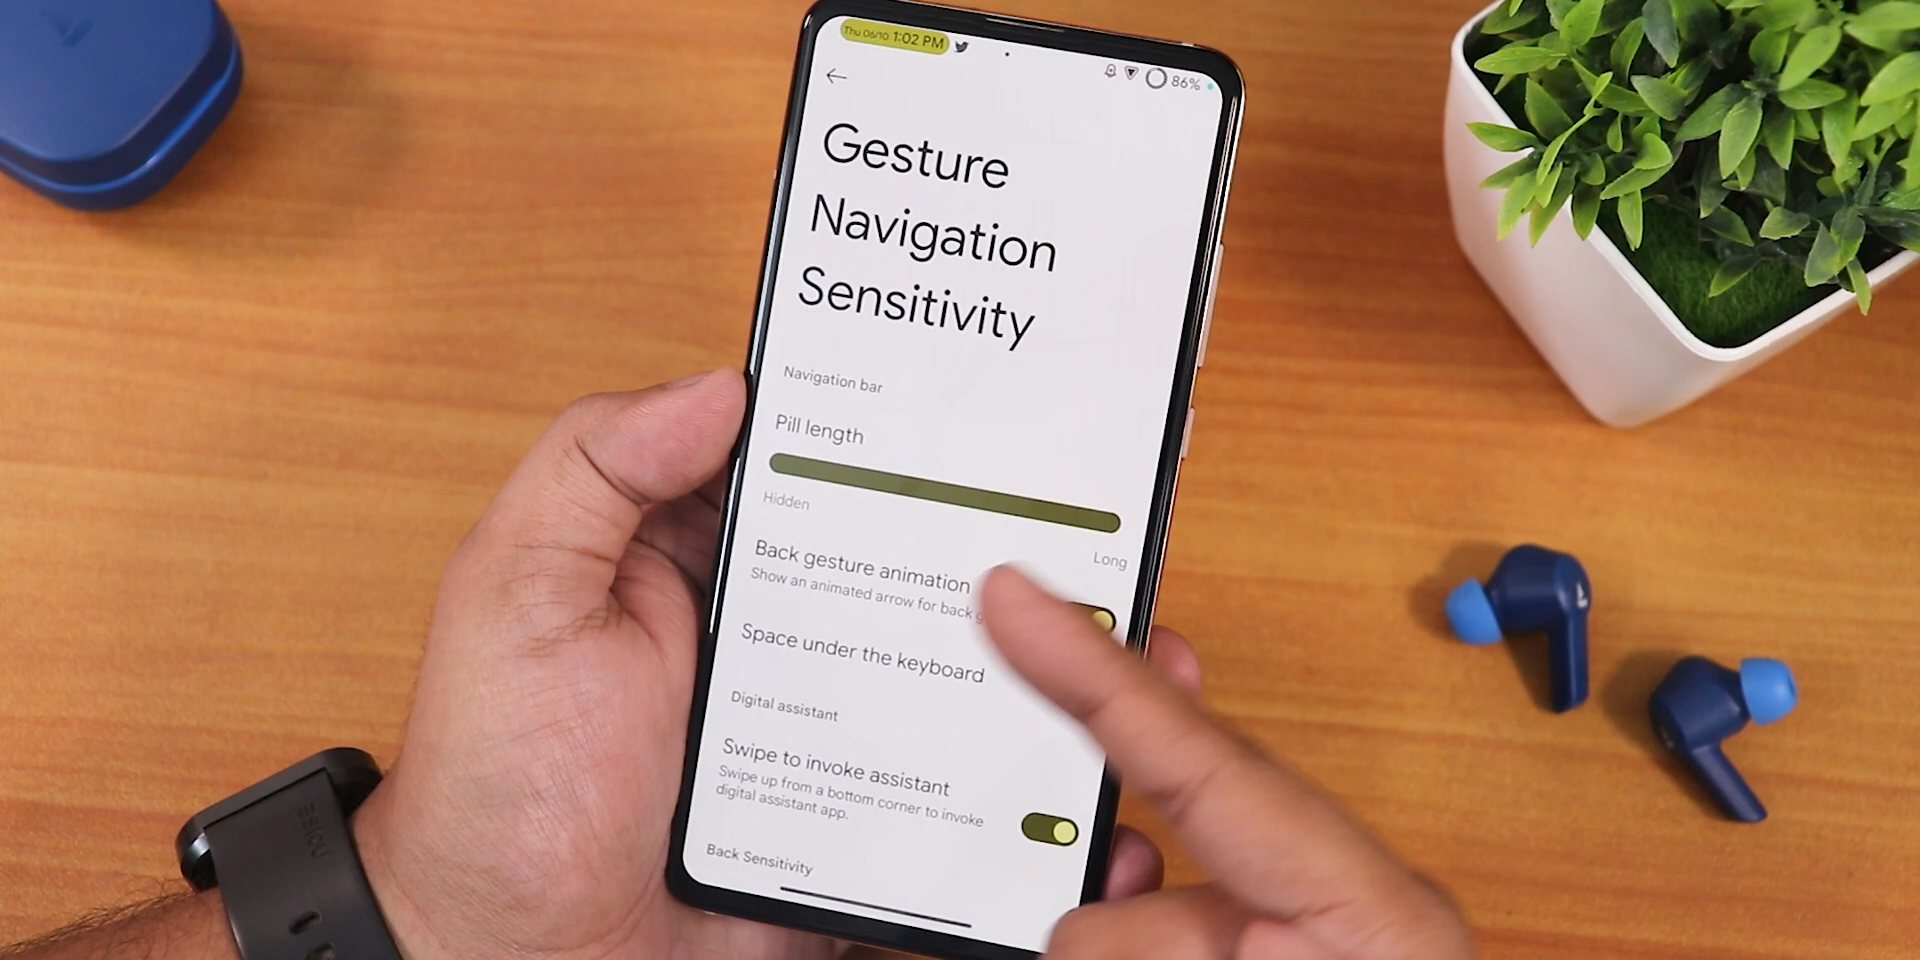 Thu 06/10 1:02 PM
86%
Gesture
Navigation
Sensitivity
Navigation bar
Pill length
Hidden
Long
Back gesture animation
Show an animated arrow for back
Space under the keyboard
Digital assistant
Swipe to invoke assistant
Swipe up from a bottom corner to invoke
digital assistant app.
Back Sensitivity
noise